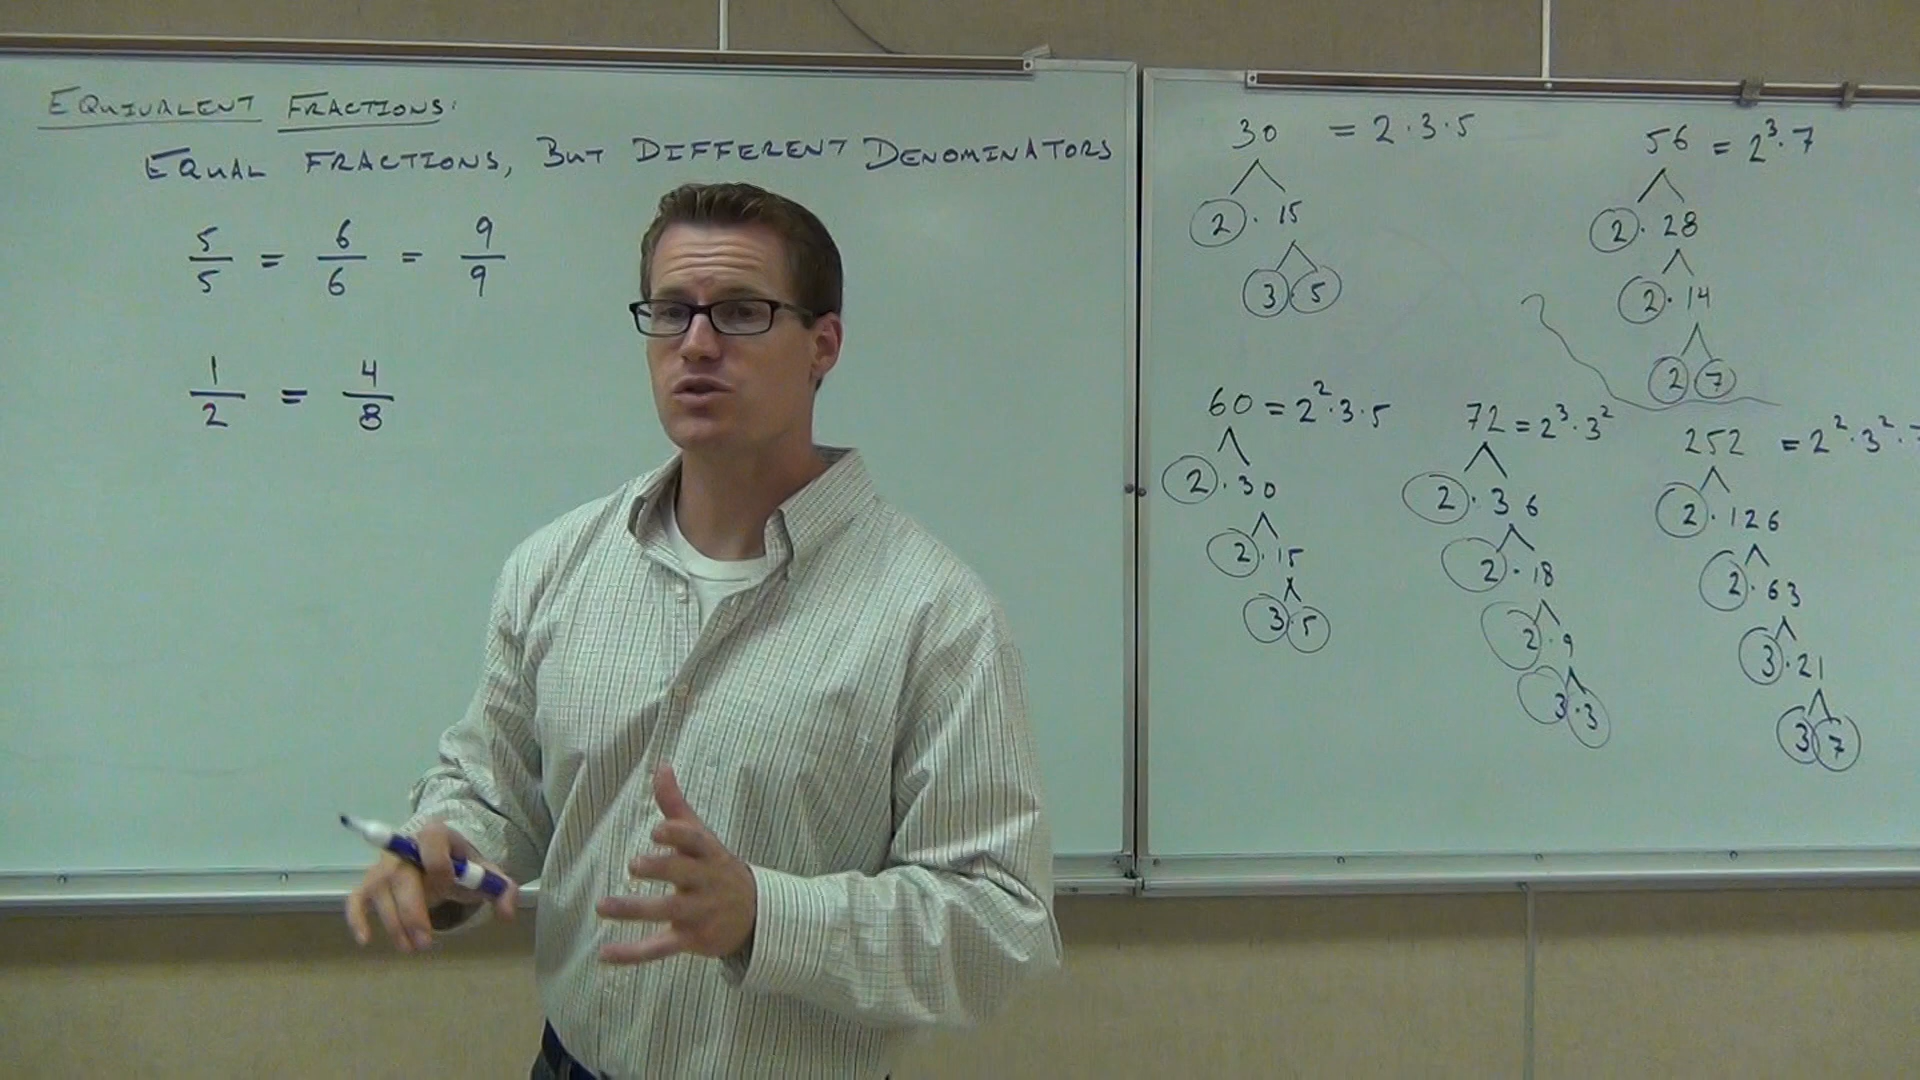 EQUIVALENT FRACTIONS:
EQUAL FRACTIONS, BUT DIFFERENT DENOMINATORS
5/5 = 6/6 = 9/9
1/2 = 4/8
30 = 2·3·5
2·15
3·5
56 = 2³·7
2·28
2·14
2·7
60 = 2²·3·5
2·30
2·15
3·5
72 = 2³·3²
2·36
2·18
2·9
3·3
252 = 2²·3²·
2·126
2·63
3·21
3·7